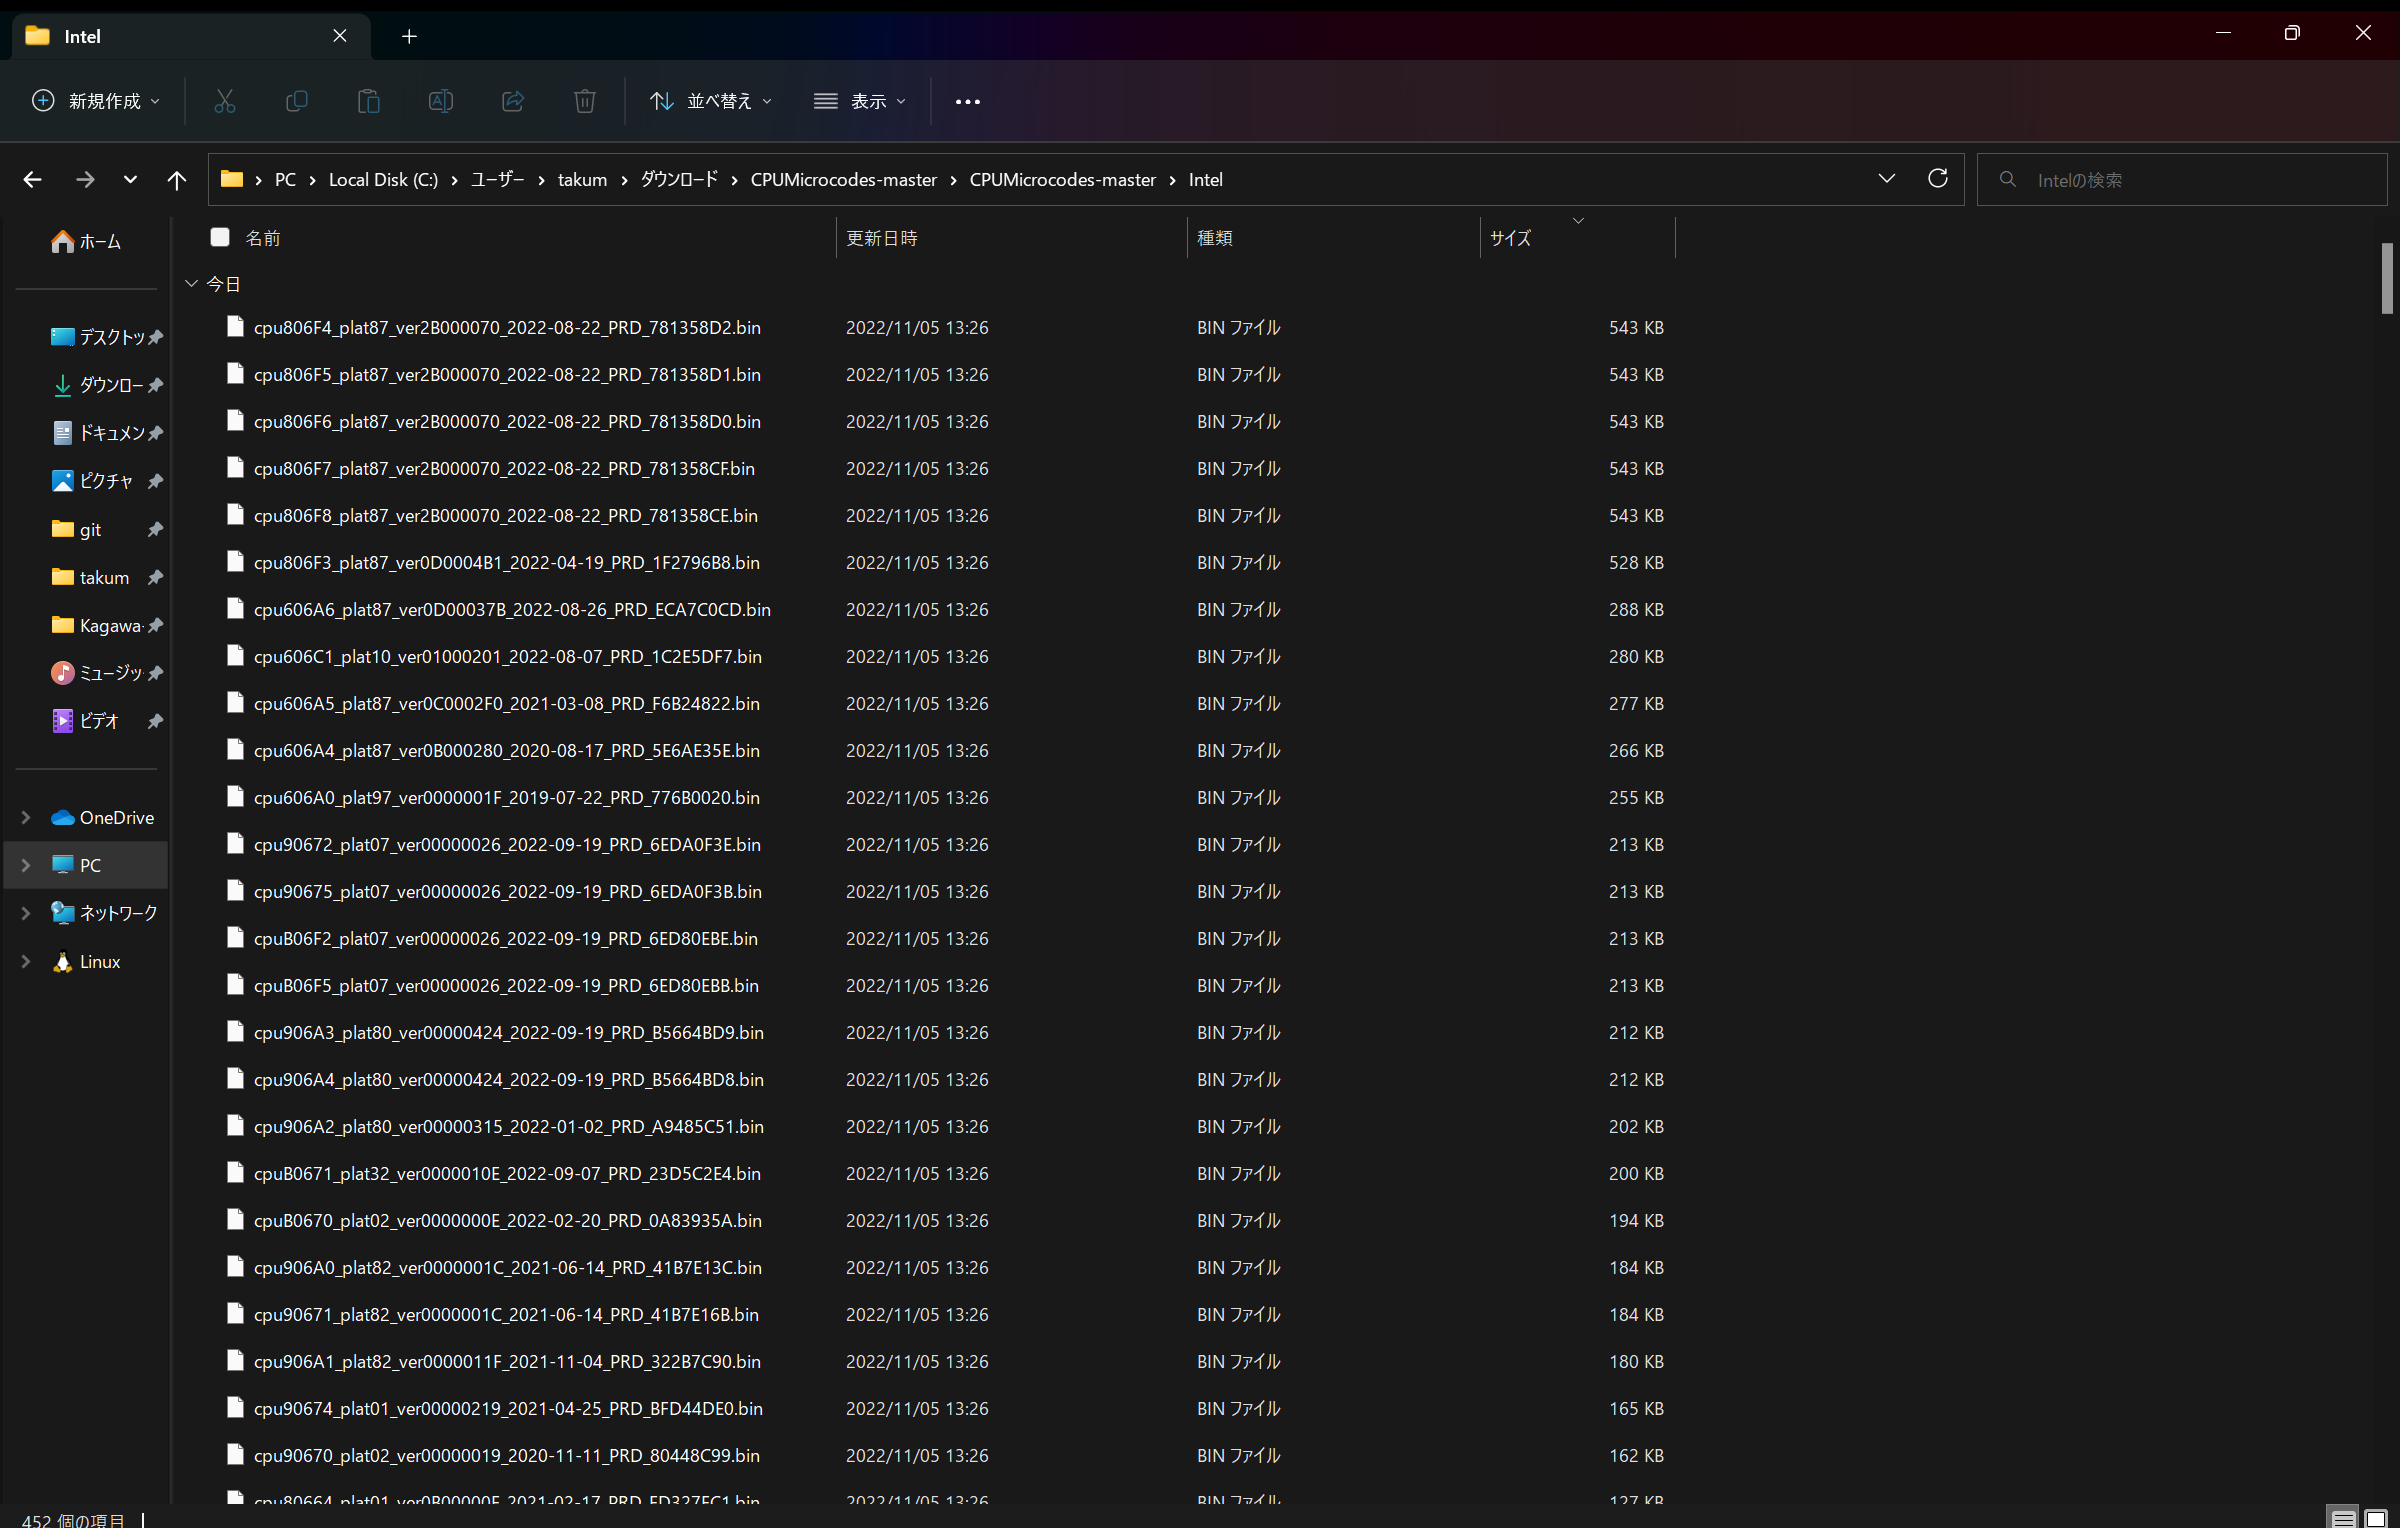 Intel
新規作成 並べ替え 表示
PC Local Disk (C:) ユーザー takum ダウンロード CPUMicrocodes-master CPUMicrocodes-master Intel Intelの検索
ホーム
デスクトッ
ダウンロー
ドキュメン
ピクチャ
git
takum
Kagawa-
ミュージッ
ビデオ
OneDrive
PC
ネットワーク
Linux
名前 更新日時 種類 サイズ
今日
cpu806F4_plat87_ver2B000070_2022-08-22_PRD_781358D2.bin 2022/11/05 13:26 BIN ファイル 543 KB
cpu806F5_plat87_ver2B000070_2022-08-22_PRD_781358D1.bin 2022/11/05 13:26 BIN ファイル 543 KB
cpu806F6_plat87_ver2B000070_2022-08-22_PRD_781358D0.bin 2022/11/05 13:26 BIN ファイル 543 KB
cpu806F7_plat87_ver2B000070_2022-08-22_PRD_781358CF.bin 2022/11/05 13:26 BIN ファイル 543 KB
cpu806F8_plat87_ver2B000070_2022-08-22_PRD_781358CE.bin 2022/11/05 13:26 BIN ファイル 543 KB
cpu806F3_plat87_ver0D0004B1_2022-04-19_PRD_1F2796B8.bin 2022/11/05 13:26 BIN ファイル 528 KB
cpu606A6_plat87_ver0D00037B_2022-08-26_PRD_ECA7C0CD.bin 2022/11/05 13:26 BIN ファイル 288 KB
cpu606C1_plat10_ver01000201_2022-08-07_PRD_1C2E5DF7.bin 2022/11/05 13:26 BIN ファイル 280 KB
cpu606A5_plat87_ver0C0002F0_2021-03-08_PRD_F6B24822.bin 2022/11/05 13:26 BIN ファイル 277 KB
cpu606A4_plat87_ver0B000280_2020-08-17_PRD_5E6AE35E.bin 2022/11/05 13:26 BIN ファイル 266 KB
cpu606A0_plat97_ver0000001F_2019-07-22_PRD_776B0020.bin 2022/11/05 13:26 BIN ファイル 255 KB
cpu90672_plat07_ver00000026_2022-09-19_PRD_6EDA0F3E.bin 2022/11/05 13:26 BIN ファイル 213 KB
cpu90675_plat07_ver00000026_2022-09-19_PRD_6EDA0F3B.bin 2022/11/05 13:26 BIN ファイル 213 KB
cpuB06F2_plat07_ver00000026_2022-09-19_PRD_6ED80EBE.bin 2022/11/05 13:26 BIN ファイル 213 KB
cpuB06F5_plat07_ver00000026_2022-09-19_PRD_6ED80EBB.bin 2022/11/05 13:26 BIN ファイル 213 KB
cpu906A3_plat80_ver00000424_2022-09-19_PRD_B5664BD9.bin 2022/11/05 13:26 BIN ファイル 212 KB
cpu906A4_plat80_ver00000424_2022-09-19_PRD_B5664BD8.bin 2022/11/05 13:26 BIN ファイル 212 KB
cpu906A2_plat80_ver00000315_2022-01-02_PRD_A9485C51.bin 2022/11/05 13:26 BIN ファイル 202 KB
cpuB0671_plat32_ver0000010E_2022-09-07_PRD_23D5C2E4.bin 2022/11/05 13:26 BIN ファイル 200 KB
cpuB0670_plat02_ver0000000E_2022-02-20_PRD_0A83935A.bin 2022/11/05 13:26 BIN ファイル 194 KB
cpu906A0_plat82_ver0000001C_2021-06-14_PRD_41B7E13C.bin 2022/11/05 13:26 BIN ファイル 184 KB
cpu90671_plat82_ver0000001C_2021-06-14_PRD_41B7E16B.bin 2022/11/05 13:26 BIN ファイル 184 KB
cpu906A1_plat82_ver0000011F_2021-11-04_PRD_322B7C90.bin 2022/11/05 13:26 BIN ファイル 180 KB
cpu90674_plat01_ver00000219_2021-04-25_PRD_BFD44DE0.bin 2022/11/05 13:26 BIN ファイル 165 KB
cpu90670_plat02_ver00000019_2020-11-11_PRD_80448C99.bin 2022/11/05 13:26 BIN ファイル 162 KB
2022/11/05 13:26 BIN ファイル 127 KB
452 個の項目